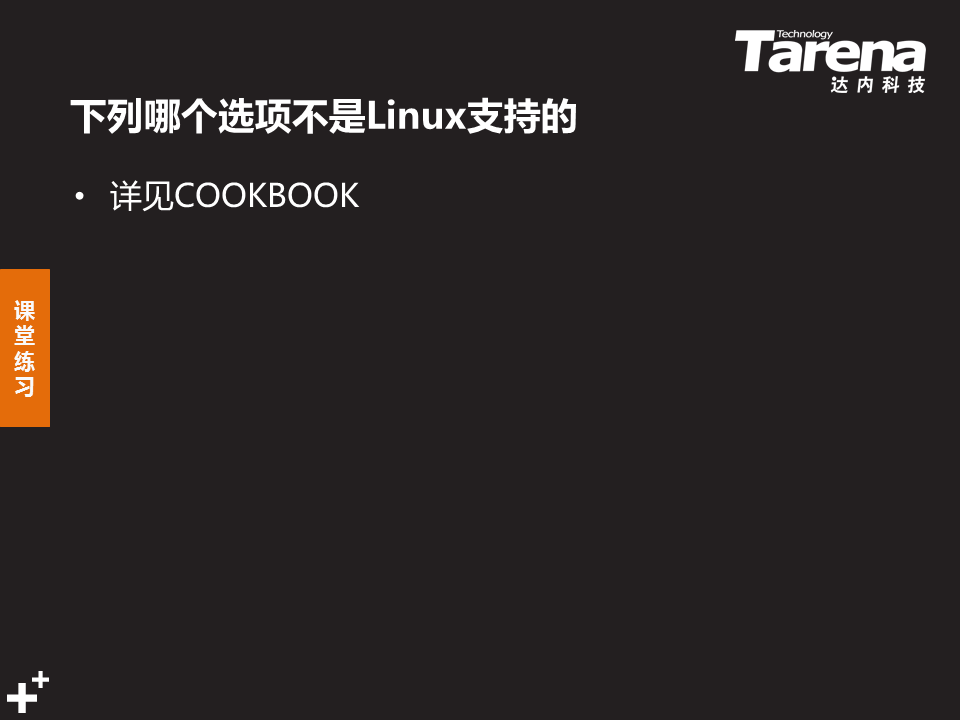 Technology
Tarena
达内科技
下列哪个选项不是Linux支持的
• 详见COOKBOOK
课
堂
练
习